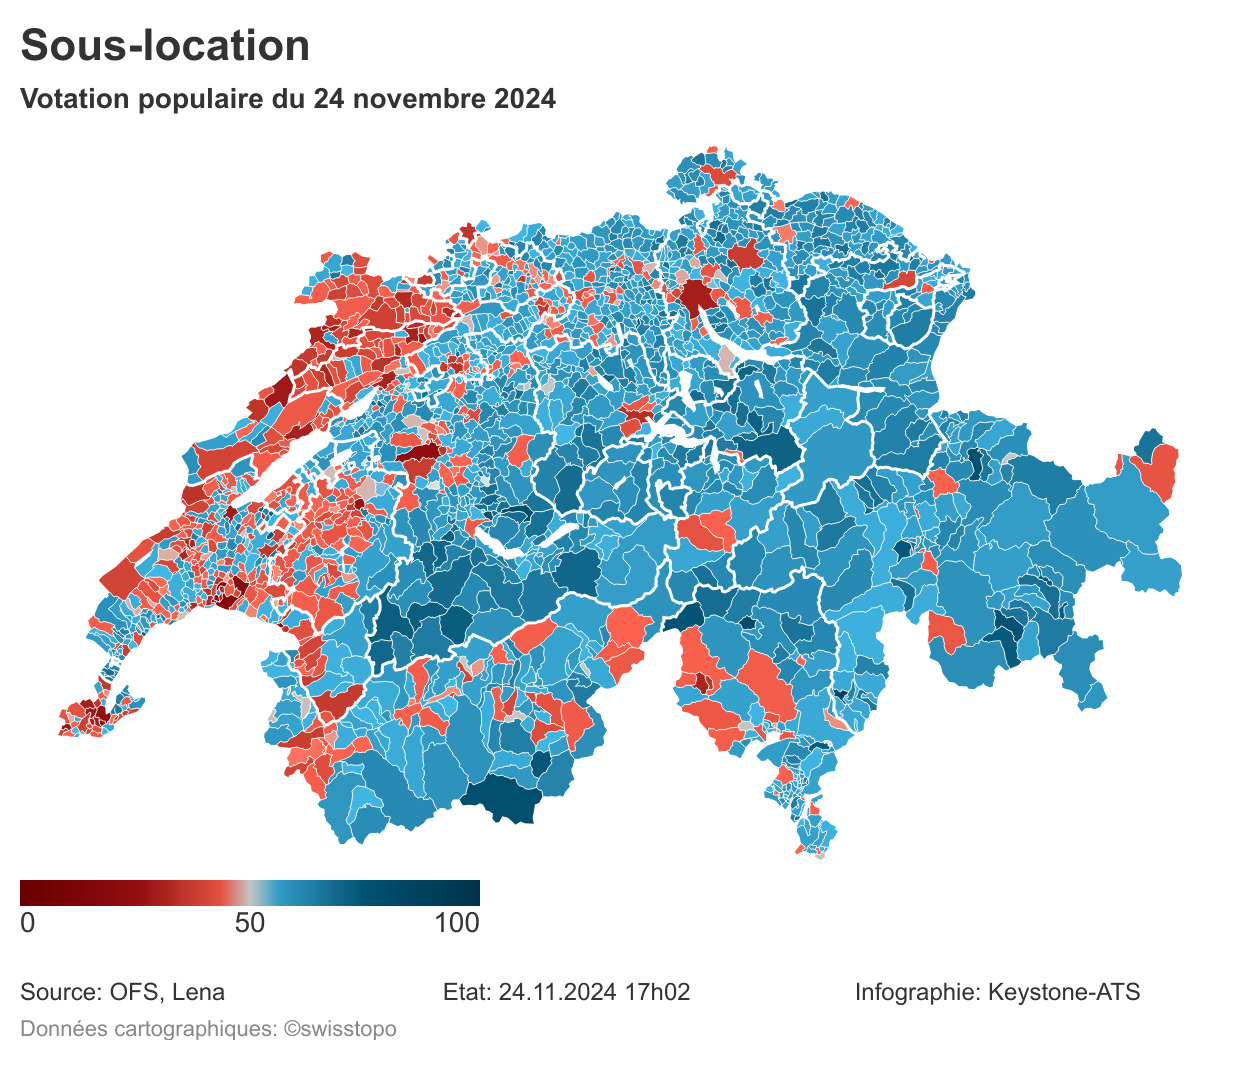 Sous-location
Votation populaire du 24 novembre 2024
0 50 100
Source: OFS, Lena Etat: 24.11.2024 17h02 Infographie: Keystone-ATS
Données cartographiques: ©swisstopo